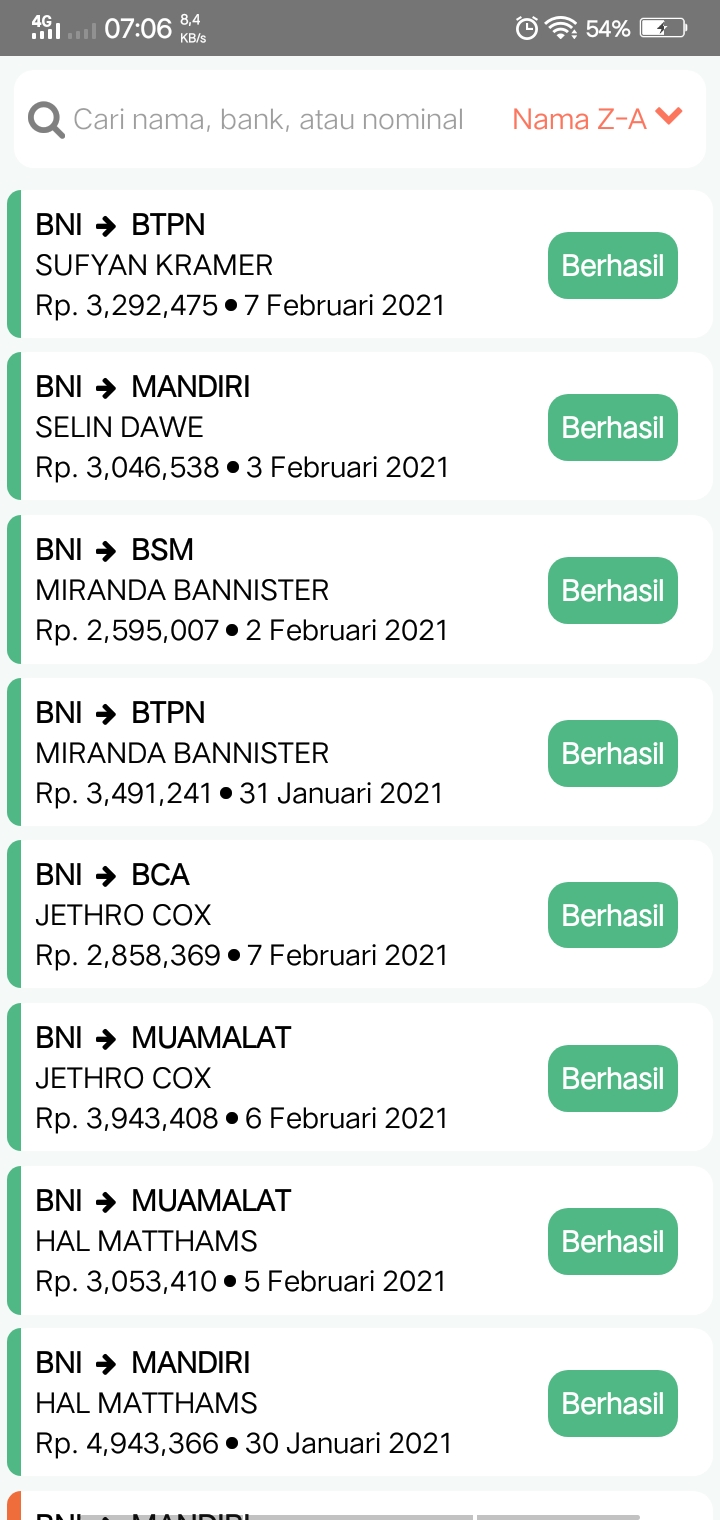 4G 07:06 8,4 KB/s 54%
Cari nama, bank, atau nominal Nama Z-A
BNI → BTPN
SUFYAN KRAMER
Rp. 3,292,475 ● 7 Februari 2021
Berhasil
BNI → MANDIRI
SELIN DAWE
Rp. 3,046,538 ● 3 Februari 2021
Berhasil
BNI → BSM
MIRANDA BANNISTER
Rp. 2,595,007 ● 2 Februari 2021
Berhasil
BNI → BTPN
MIRANDA BANNISTER
Rp. 3,491,241 ● 31 Januari 2021
Berhasil
BNI → BCA
JETHRO COX
Rp. 2,858,369 ● 7 Februari 2021
Berhasil
BNI → MUAMALAT
JETHRO COX
Rp. 3,943,408 ● 6 Februari 2021
Berhasil
BNI → MUAMALAT
HAL MATTHAMS
Rp. 3,053,410 ● 5 Februari 2021
Berhasil
BNI → MANDIRI
HAL MATTHAMS
Rp. 4,943,366 ● 30 Januari 2021
Berhasil
BNI → MANDIRI